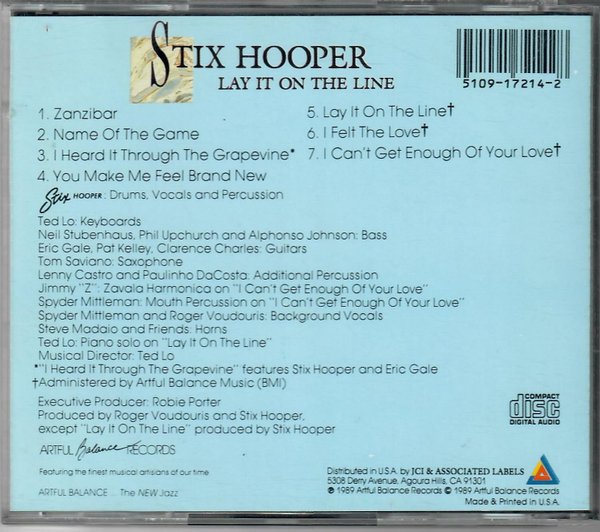 STIX HOOPER
LAY IT ON THE LINE
5109-17214-2
1. Zanzibar
2. Name Of The Game
3. I Heard It Through The Grapevine*
4. You Make Me Feel Brand New
5. Lay It On The Line†
6. I Felt The Love†
7. I Can't Get Enough Of Your Love†
Stix HOOPER: Drums, Vocals and Percussion
Ted Lo: Keyboards
Neil Stubenhaus, Phil Upchurch and Alphonso Johnson: Bass
Eric Gale, Pat Kelley, Clarence Charles: Guitars
Tom Saviano: Saxophone
Lenny Castro and Paulinho DaCosta: Additional Percussion
Jimmy "Z": Zavala Harmonica on "I Can't Get Enough Of Your Love"
Spyder Mittleman: Mouth Percussion on "I Can't Get Enough Of Your Love"
Spyder Mittleman and Roger Voudouris: Background Vocals
Steve Madaio and Friends: Horns
Ted Lo: Piano solo on "Lay It On The Line"
Musical Director: Ted Lo
*"I Heard It Through The Grapevine" features Stix Hooper and Eric Gale
†Administered by Artful Balance Music (BMI)
Executive Producer: Robie Porter
Produced by Roger Voudouris and Stix Hooper,
except "Lay It On The Line" produced by Stix Hooper
ARTFUL Balance RECORDS
Featuring the finest musical artisians of our time
ARTFUL BALANCE ... The NEW Jazz
COMPACT
disc
DIGITAL AUDIO
Distributed in U.S.A. by JCI & ASSOCIATED LABELS
5308 Derry Avenue, Agoura Hills, CA 91301
℗ 1989 Artful Balance Records © 1989 Artful Balance Records
Made & Printed in U.S.A.